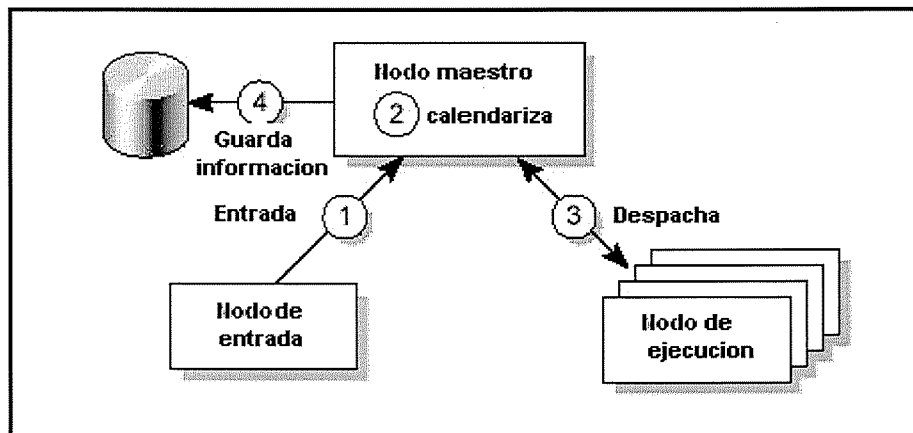 Nodo maestro
2 calendariza
4
Guarda
informacion
Entrada
1
3
Despacha
Nodo de
entrada
Nodo de
ejecucion